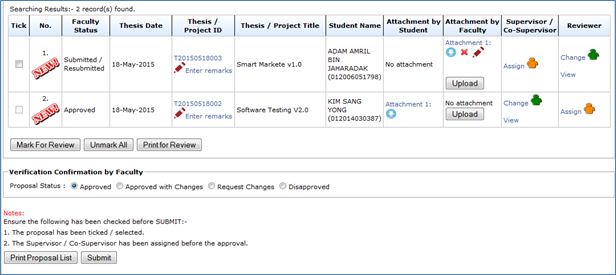 Searching Results:- 2 record(s) found.
Tick No. Faculty Status Thesis Date Thesis / Project ID Thesis / Project Title Student Name Attachment by Student Attachment by Faculty Supervisor / Co-Supervisor Reviewer
1. NEW! Submitted / Resubmitted 18-May-2015 T20150518003 Enter remarks Smart Markete v1.0 ADAM AMRIL BIN JAHARADAK (012006051798) No attachment Attachment 1: Upload Assign Change View
2. NEW! Approved 18-May-2015 T20150518002 Enter remarks Software Testing V2.0 KIM SANG YONG (012014030387) Attachment 1: No attachment Upload Change View Assign
Mark For Review Unmark All Print for Review
Verification Confirmation by Faculty
Proposal Status : Approved Approved with Changes Request Changes Disapproved
Notes:
Ensure the following has been checked before SUBMIT:-
1. The proposal has been ticked / selected.
2. The Supervisor / Co-Supervisor has been assigned before the approval.
Print Proposal List Submit